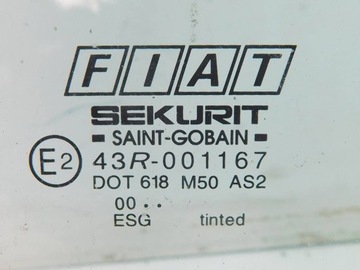 FIAT
SEKURIT
SAINT-GOBAIN
E2 43R-001167
DOT 618 M50 AS2
00..
ESG tinted